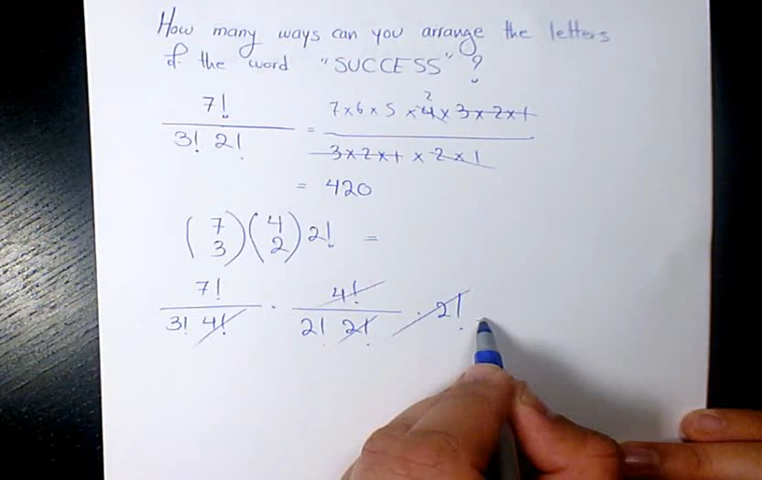 How many ways can you arrange the letters
of the word "SUCCESS" ?
7! / 3! 2! = 7 x 6 x 5 x 4 2 x 3 x 2 x 1 / 3 x 2 x 1 x 2 x 1
= 420
(7 3) (4 2) 2! =
7! / 3! 4! · 4! / 2! 2! · 2!